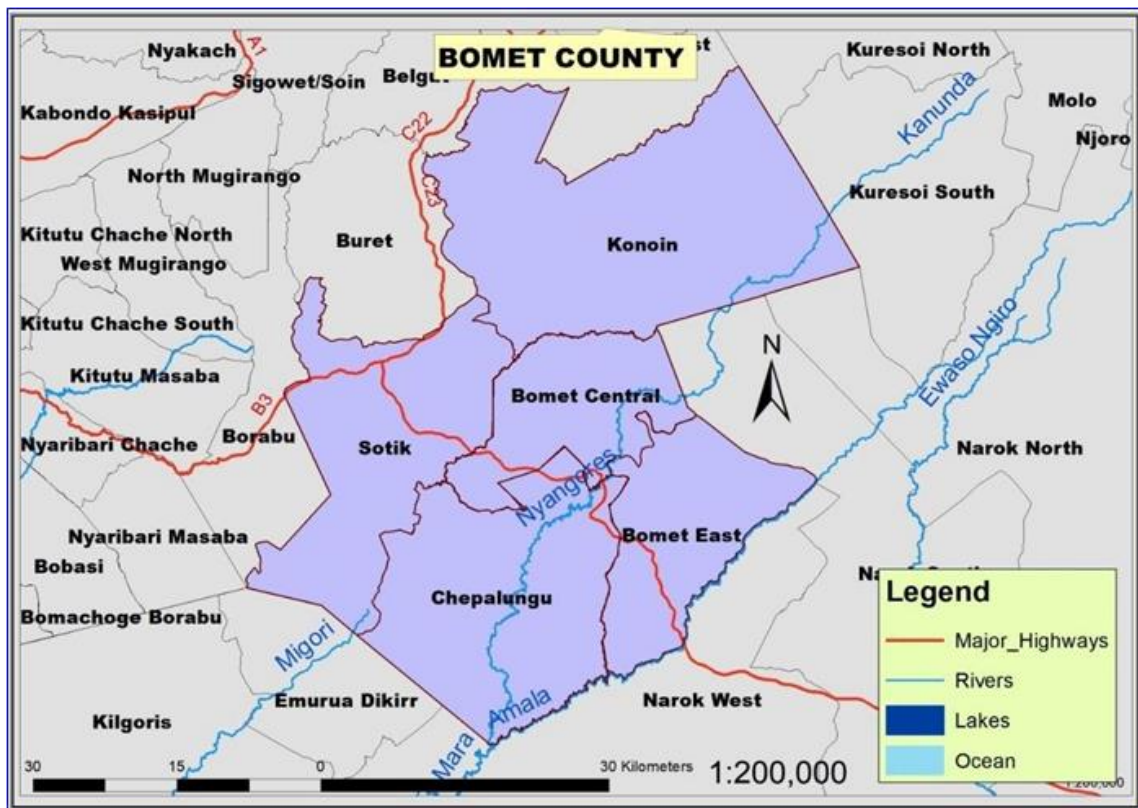 BOMET COUNTY
Nyakach
A1
Sigowet/Soin
Kabondo Kasipul
Kuresoi North
Kanunda
Molo
Njoro
C22
C23
North Mugirango
Kuresoi South
Kitutu Chache North
Buret
Konoin
West Mugirango
Kitutu Chache South
N
Ewaso Ngiro
Kitutu Masaba
Bomet Central
B3
Nyaribari Chache
Borabu
Sotik
Narok North
Nyangores
Nyaribari Masaba
Bomet East
Bobasi
Chepalungu
Bomachoge Borabu
Migori
Amala
Emurua Dikirr
Narok West
Kilgoris
Mara
Legend
Major_Highways
Rivers
Lakes
Ocean
30 15 0 30 Kilometers
1:200,000